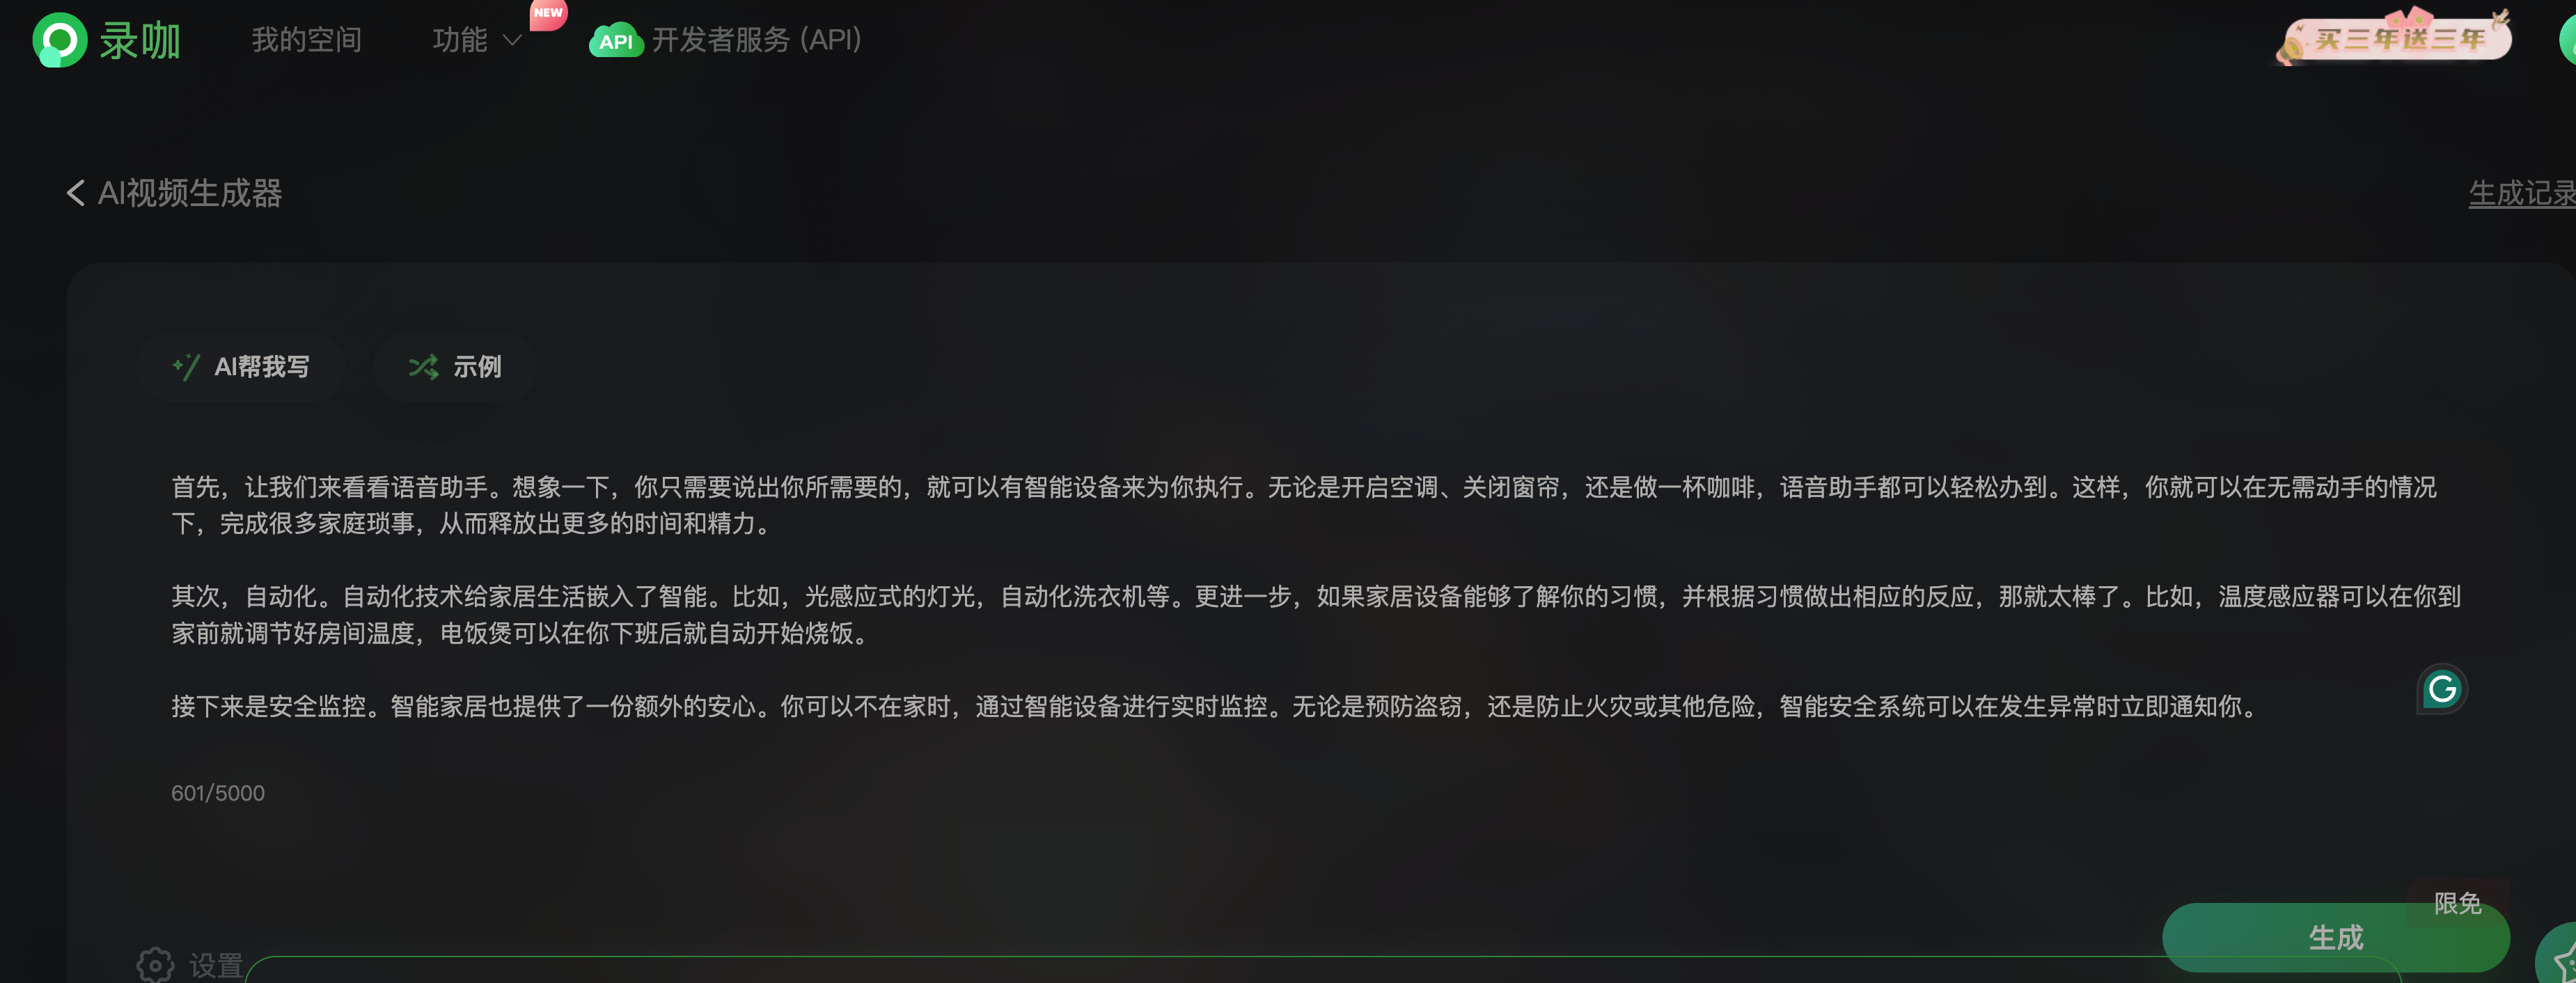 录咖
我的空间
功能
NEW
API
开发者服务 (API)
买三年送三年
AI视频生成器
生成记录
AI帮我写
示例
首先，让我们来看看语音助手。想象一下，你只需要说出你所需要的，就可以有智能设备来为你执行。无论是开启空调、关闭窗帘，还是做一杯咖啡，语音助手都可以轻松办到。这样，你就可以在无需动手的情况
下，完成很多家庭琐事，从而释放出更多的时间和精力。
其次，自动化。自动化技术给家居生活嵌入了智能。比如，光感应式的灯光，自动化洗衣机等。更进一步，如果家居设备能够了解你的习惯，并根据习惯做出相应的反应，那就太棒了。比如，温度感应器可以在你到
家前就调节好房间温度，电饭煲可以在你下班后就自动开始烧饭。
接下来是安全监控。智能家居也提供了一份额外的安心。你可以不在家时，通过智能设备进行实时监控。无论是预防盗窃，还是防止火灾或其他危险，智能安全系统可以在发生异常时立即通知你。
601/5000
限免
生成
设置